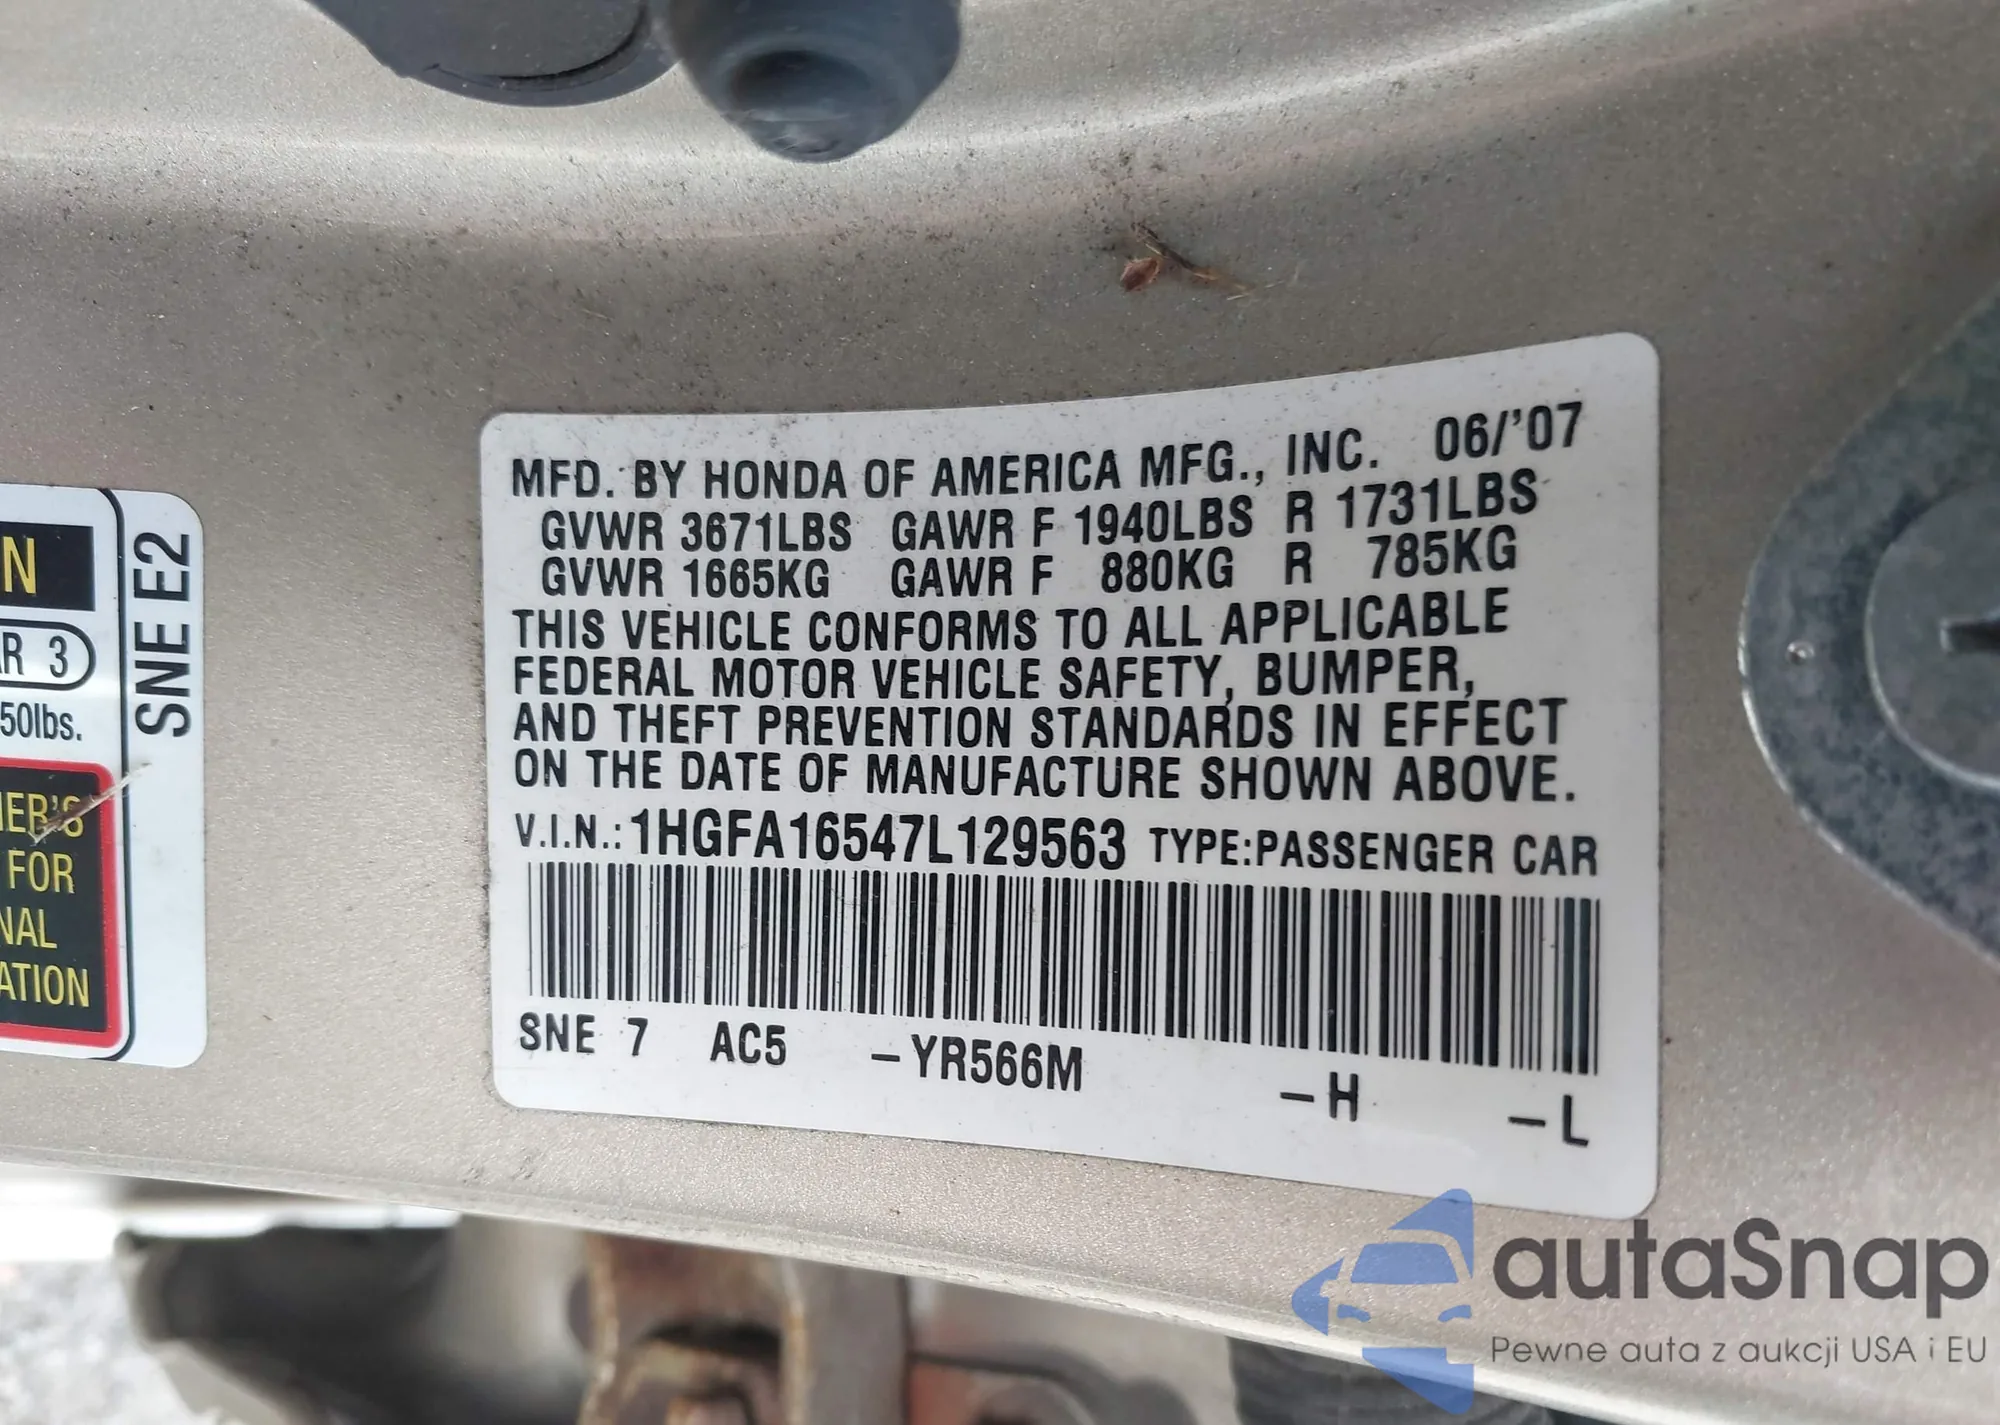 MFD. BY HONDA OF AMERICA MFG., INC. 06/'07
GVWR 3671LBS GAWR F 1940LBS R 1731LBS
GVWR 1665KG GAWR F 880KG R 785KG
THIS VEHICLE CONFORMS TO ALL APPLICABLE
FEDERAL MOTOR VEHICLE SAFETY, BUMPER,
AND THEFT PREVENTION STANDARDS IN EFFECT
ON THE DATE OF MANUFACTURE SHOWN ABOVE.
V.I.N.: 1HGFA16547L129563 TYPE:PASSENGER CAR
SNE 7 AC5 –YR566M –H –L
N
AR 3
50lbs.
IER'S
FOR
NAL
ATION
SNE E2
autaSnap
Pewne auta z aukcji USA i EU